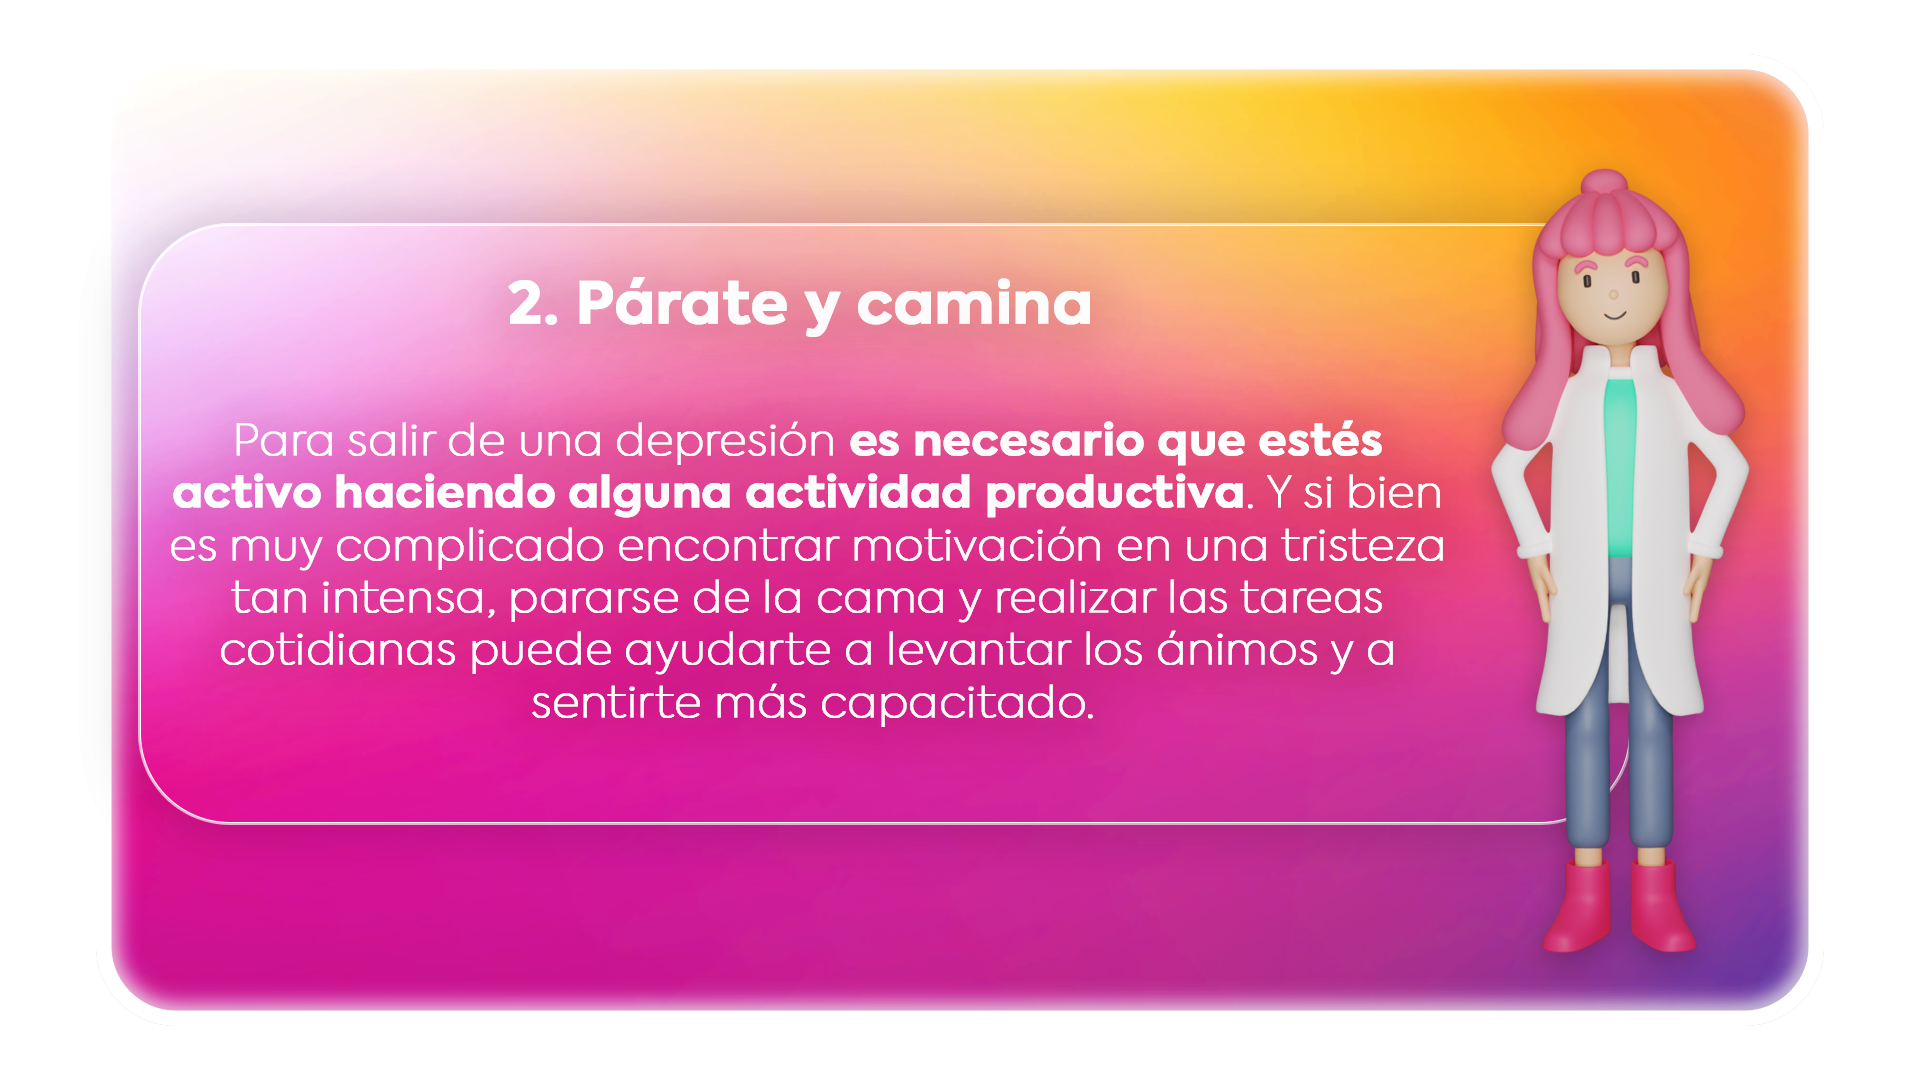 2. Párate y camina
Para salir de una depresión es necesario que estés
activo haciendo alguna actividad productiva. Y si bien
es muy complicado encontrar motivación en una tristeza
tan intensa, pararse de la cama y realizar las tareas
cotidianas puede ayudarte a levantar los ánimos y a
sentirte más capacitado.